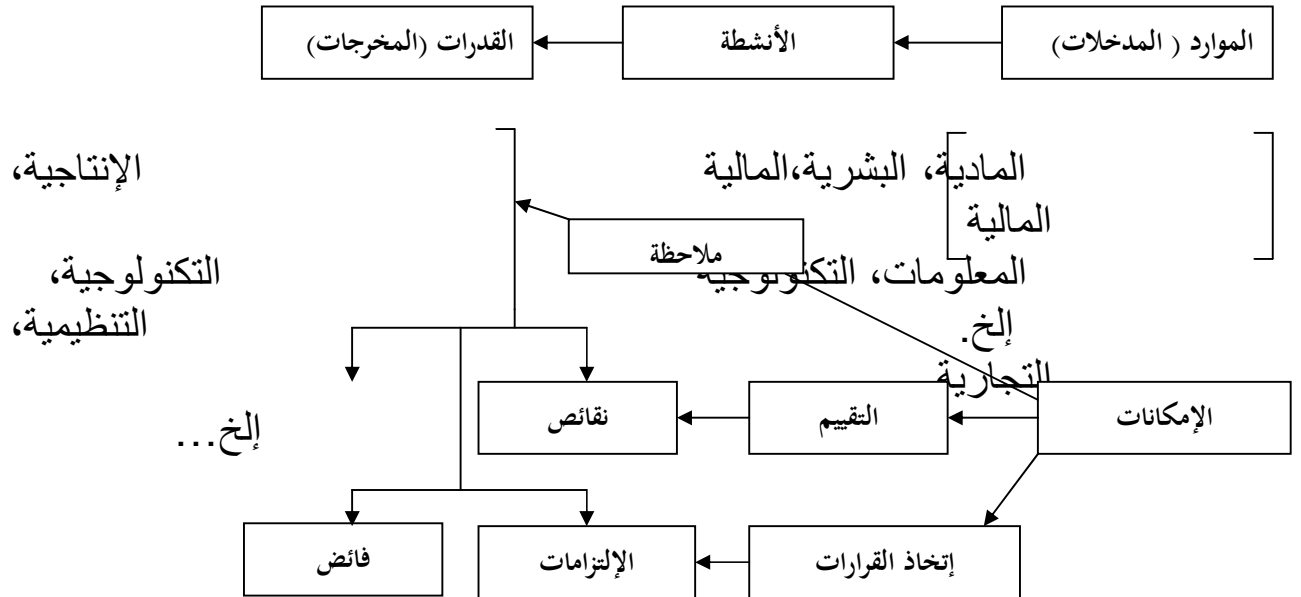 الموارد ( المدخلات)
الأنشطة
القدرات (المخرجات)
المادية، البشرية،المالية
الإنتاجية،
المالية
ملاحظة
المعلومات، التكنولوجية
التكنولوجية،
إلخ.
التنظيمية،
التجارية
الإمكانات
التقييم
نقائص
إلخ...
إتخاذ القرارات
الإلتزامات
فائض